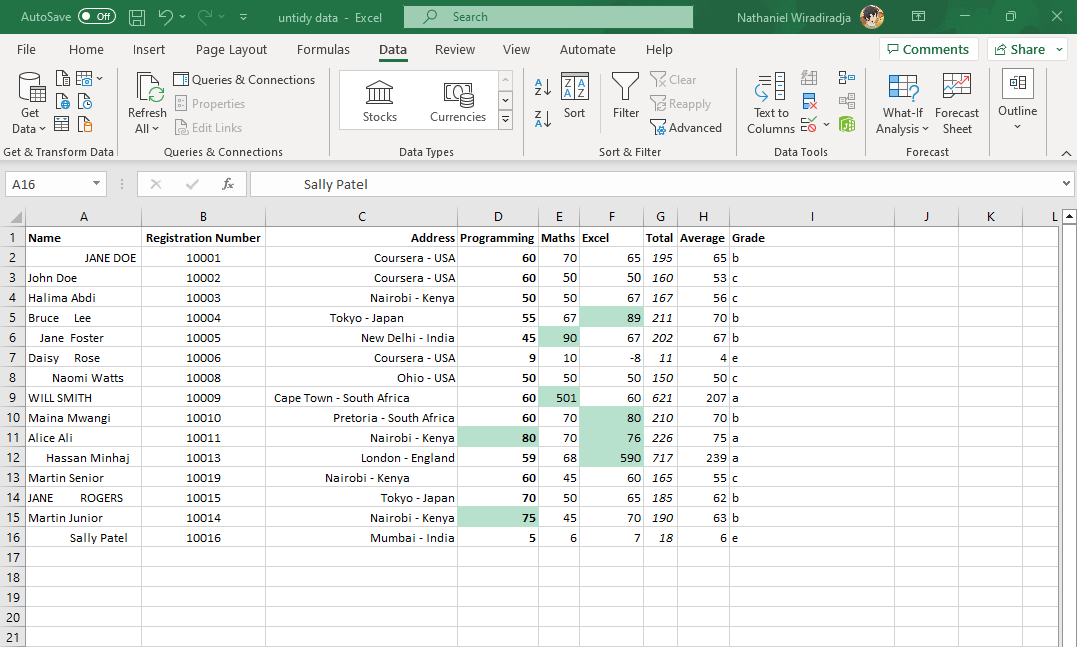 AutoSave Off untidy data - Excel Search Nathaniel Wiradiradja
File Home Insert Page Layout Formulas Data Review View Automate Help Comments Share
Get Data
Refresh All
Queries & Connections
Properties
Edit Links
Stocks
Currencies
Sort
Filter
Clear
Reapply
Advanced
Text to Columns
What-If Analysis
Forecast Sheet
Outline
Get & Transform Data Queries & Connections Data Types Sort & Filter Data Tools Forecast
A16 fx Sally Patel
A B C D E F G H I J K L
1 Name Registration Number Address Programming Maths Excel Total Average Grade
2 JANE DOE 10001 Coursera - USA 60 70 65 195 65 b
3 John Doe 10002 Coursera - USA 60 50 50 160 53 c
4 Halima Abdi 10003 Nairobi - Kenya 50 50 67 167 56 c
5 Bruce Lee 10004 Tokyo - Japan 55 67 89 211 70 b
6 Jane Foster 10005 New Delhi - India 45 90 67 202 67 b
7 Daisy Rose 10006 Coursera - USA 9 10 -8 11 4 e
8 Naomi Watts 10008 Ohio - USA 50 50 50 150 50 c
9 WILL SMITH 10009 Cape Town - South Africa 60 501 60 621 207 a
10 Maina Mwangi 10010 Pretoria - South Africa 60 70 80 210 70 b
11 Alice Ali 10011 Nairobi - Kenya 80 70 76 226 75 a
12 Hassan Minhaj 10013 London - England 59 68 590 717 239 a
13 Martin Senior 10019 Nairobi - Kenya 60 45 60 165 55 c
14 JANE ROGERS 10015 Tokyo - Japan 70 50 65 185 62 b
15 Martin Junior 10014 Nairobi - Kenya 75 45 70 190 63 b
16 Sally Patel 10016 Mumbai - India 5 6 7 18 6 e
17
18
19
20
21